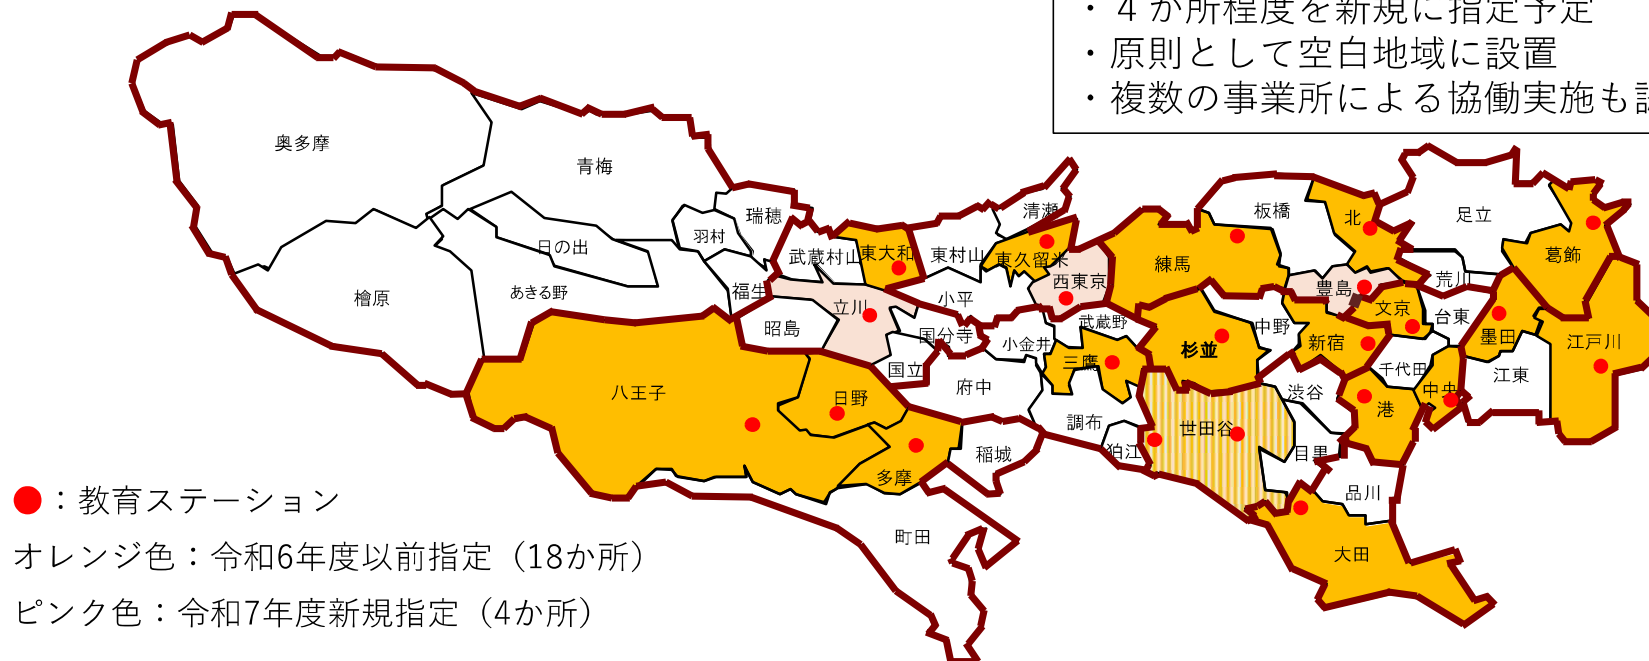 ・４か所程度を新規に指定予定
・原則として空白地域に設置
・複数の事業所による協働実施も
奥多摩
青梅
瑞穂
羽村
日の出
檜原
あきる野
福生
武蔵村山
東大和
東村山
清瀬
東久留米
西東京
小平
立川
昭島
国分寺
国立
小金井
武蔵野
三鷹
府中
調布
狛江
八王子
日野
多摩
稲城
町田
練馬
板橋
北
足立
葛飾
荒川
豊島
文京
台東
墨田
江戸川
中野
杉並
新宿
千代田
江東
中央
渋谷
港
世田谷
目黒
品川
大田
●：教育ステーション
オレンジ色：令和6年度以前指定（18か所）
ピンク色：令和7年度新規指定（4か所）